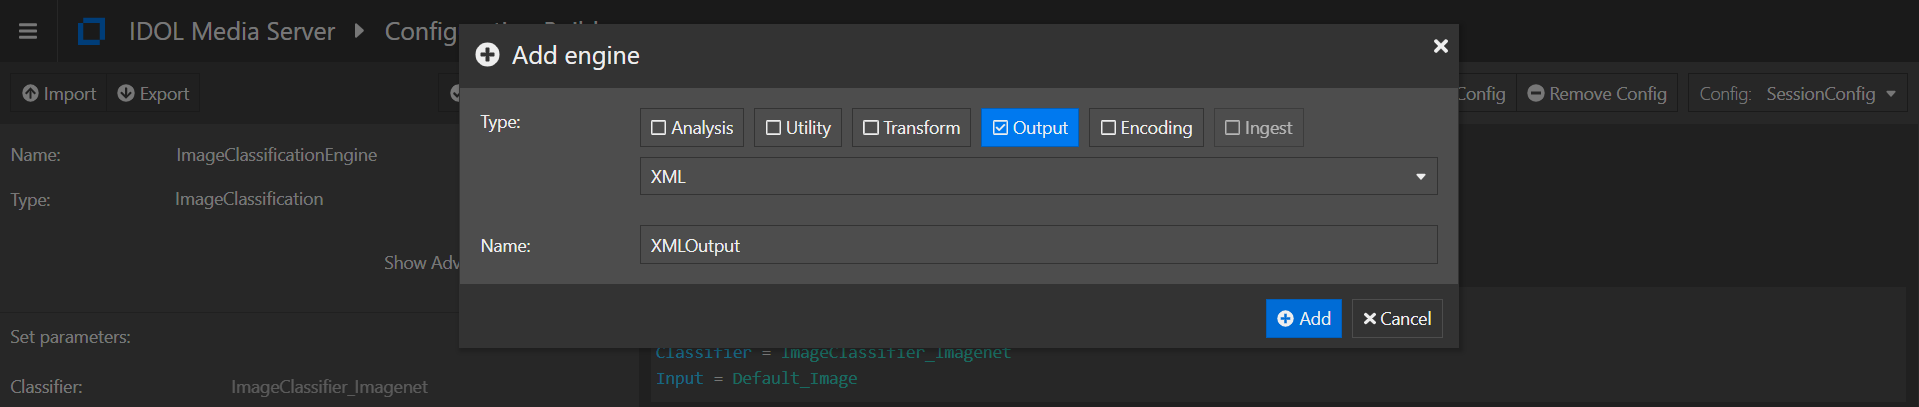 IDOL Media Server
Config
Add engine
Import
Export
Config
Remove Config
Config: SessionConfig
Type:
Analysis
Utility
Transform
Output
Encoding
Ingest
XML
Name:
XMLOutput
Add
Cancel
Name: ImageClassificationEngine
Type: ImageClassification
Show Adv
Set parameters:
Classifier: ImageClassifier_Imagenet
Classifier = ImageClassifier_Imagenet
Input = Default_Image